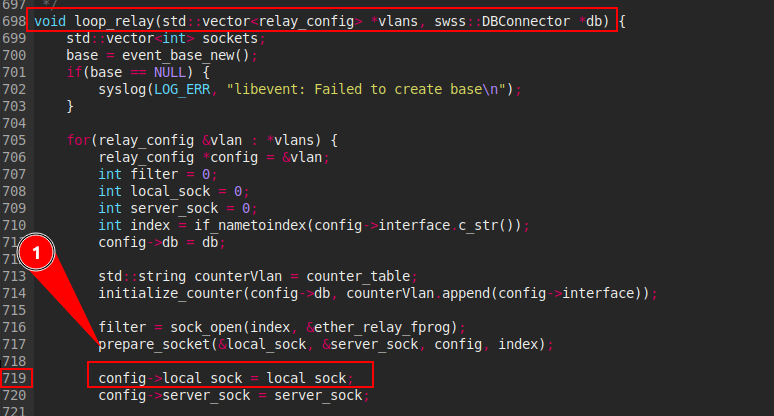 697 */
698 void loop_relay(std::vector<relay_config> *vlans, swss::DBConnector *db) {
699 std::vector<int> sockets;
700 base = event_base_new();
701 if(base == NULL) {
702 syslog(LOG_ERR, "libevent: Failed to create base\n");
703 }
704
705 for(relay_config &vlan : *vlans) {
706 relay_config *config = &vlan;
707 int filter = 0;
708 int local_sock = 0;
709 int server_sock = 0;
710 int index = if_nametoindex(config->interface.c_str());
711 config->db = db;
1
713 std::string counterVlan = counter_table;
714 initialize_counter(config->db, counterVlan.append(config->interface));
715
716 filter = sock_open(index, &ether_relay_fprog);
717 prepare_socket(&local_sock, &server_sock, config, index);
718
719 config->local_sock = local_sock;
720 config->server_sock = server_sock;
721